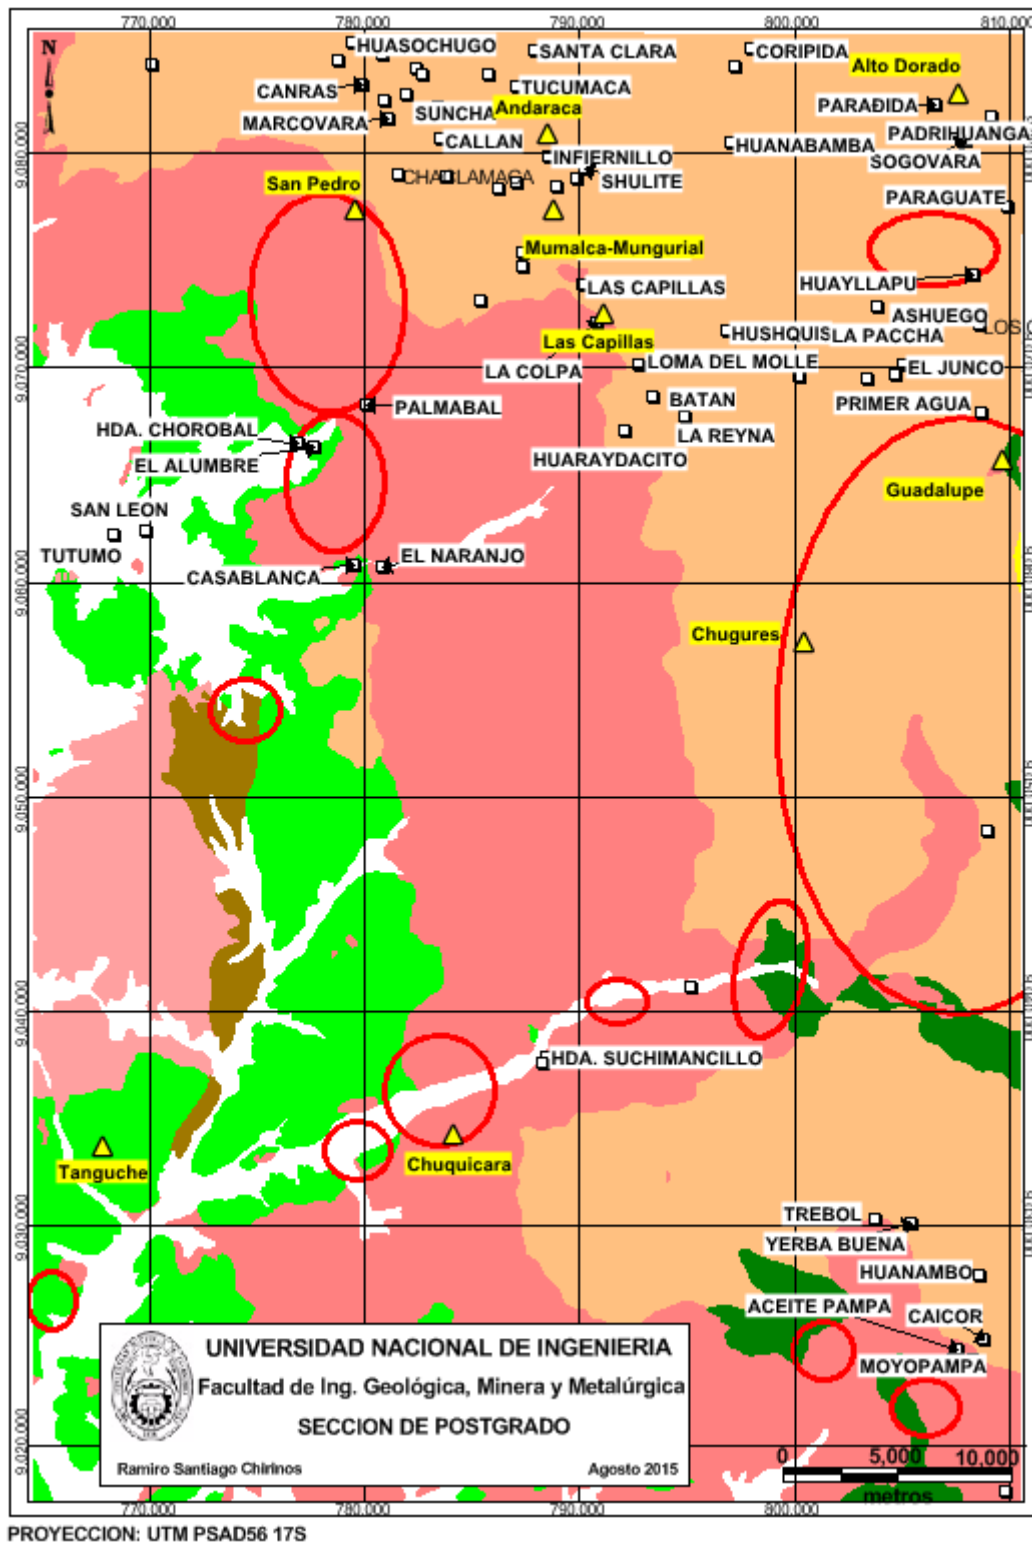 770.000 780.000 790.000 800.000 810.000
N
HUASOCHUGO
SANTA CLARA
CORIPIDA
Alto Dorado
CANRAS
TUCUMACA
PARAÐIDA
SUNCHA
Andaraca
MARCOVARA
PADRIHUANGA
CALLAN
HUANABAMBA
SOGOVARA
9.080.000
INFIERNILLO
SHULITE
San Pedro
PARAGUATE
Mumalca-Mungurial
HUAYLLAPU
LAS CAPILLAS
ASHUEGO
HUSHQUIS
LA PACCHA
Las Capillas
LA COLPA
LOMA DEL MOLLE
EL JUNCO
9.070.000
BATAN
PRIMER AGUA
PALMABAL
HDA. CHOROBAL
LA REYNA
EL ALUMBRE
HUARAYDACITO
Guadalupe
SAN LEON
TUTUMO
EL NARANJO
CASABLANCA
9.060.000
Chugures
9.050.000
9.040.000
HDA. SUCHIMANCILLO
Tanguche
Chuquicara
9.030.000
TREBOL
YERBA BUENA
HUANAMBO
ACEITE PAMPA
CAICOR
MOYOPAMPA
UNIVERSIDAD NACIONAL DE INGENIERIA
Facultad de Ing. Geológica, Minera y Metalúrgica
SECCION DE POSTGRADO
Ramiro Santiago Chirinos Agosto 2015
9.020.000
0 5,000 10,000
metros
770.000 780.000 790.000 800.000
PROYECCION: UTM PSAD56 17S